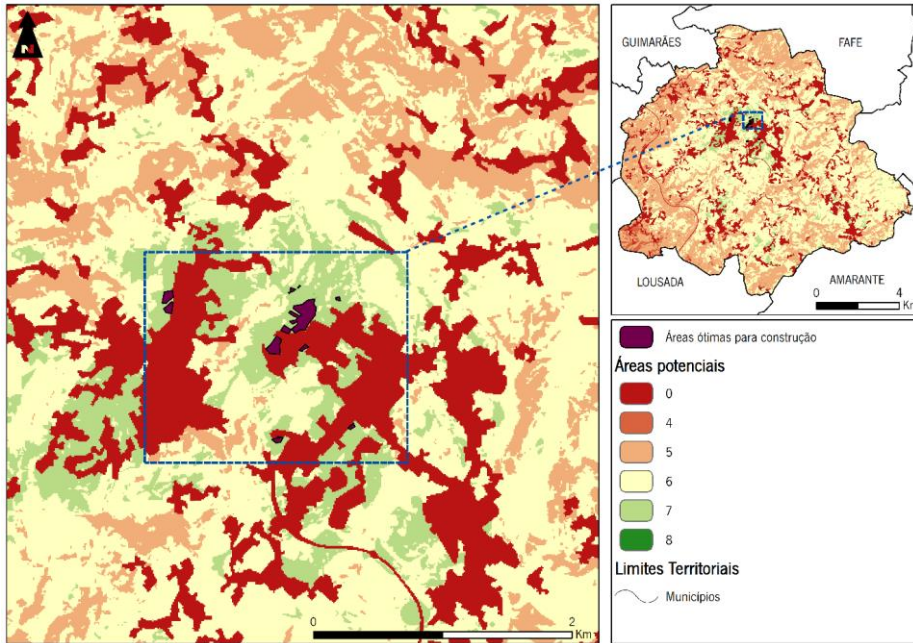 N
0
2
Km
GUIMARÃES
FAFE
LOUSADA
AMARANTE
0
4
Km
Áreas ótimas para construção
Áreas potenciais
0
4
5
6
7
8
Limites Territoriais
Municípios